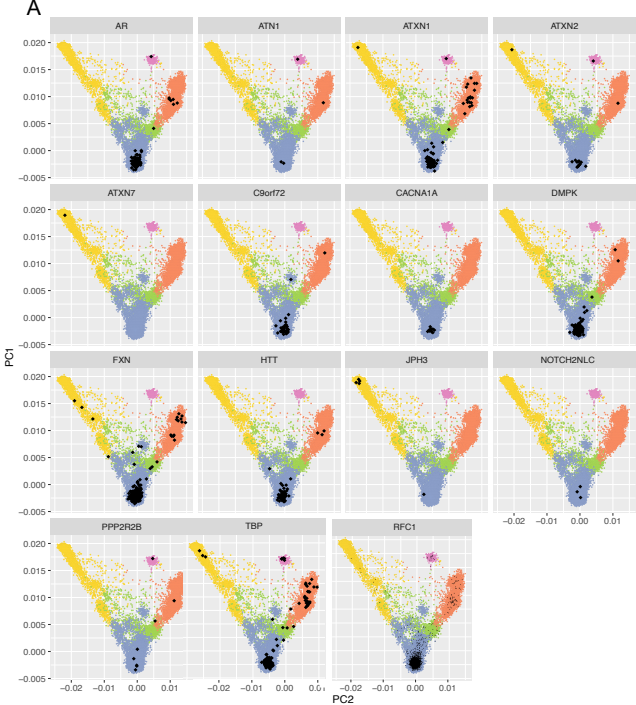 A
AR ATN1 ATXN1 ATXN2
0.020
0.015
0.010
0.005
0.000
−0.005
ATXN7 C9orf72 CACNA1A DMPK
0.020
0.015
0.010
0.005
0.000
−0.005
PC1
FXN HTT JPH3 NOTCH2NLC
0.020
0.015
0.010
0.005
0.000
−0.005
−0.02 −0.01 0.00 0.01
PPP2R2B TBP RFC1
0.020
0.015
0.010
0.005
0.000
−0.005
−0.02 −0.01 0.00 0.01 −0.02 −0.01 0.00 0.0 −0.02 −0.01 0.00 0.01
PC2